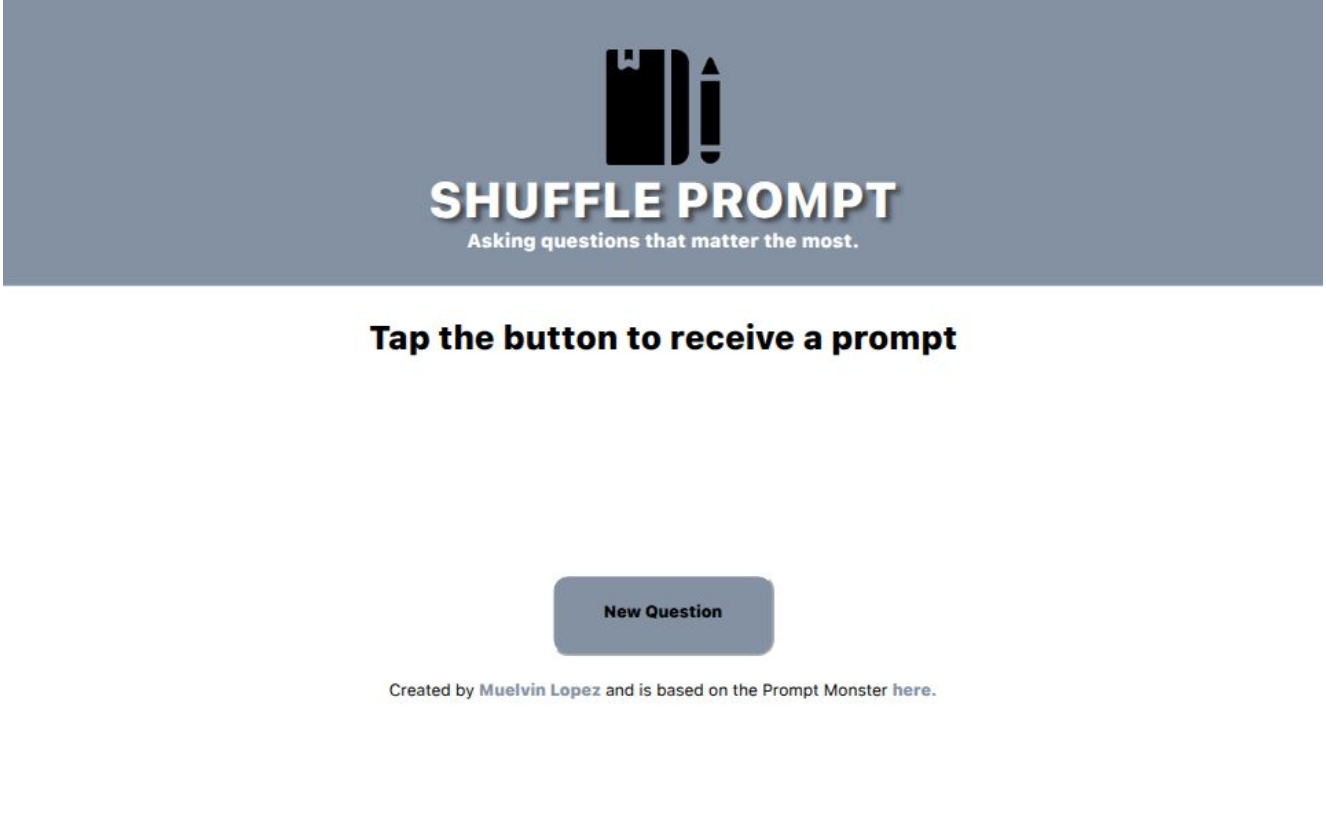 SHUFFLE PROMPT
Asking questions that matter the most.
Tap the button to receive a prompt
New Question
Created by Muelvin Lopez and is based on the Prompt Monster here.